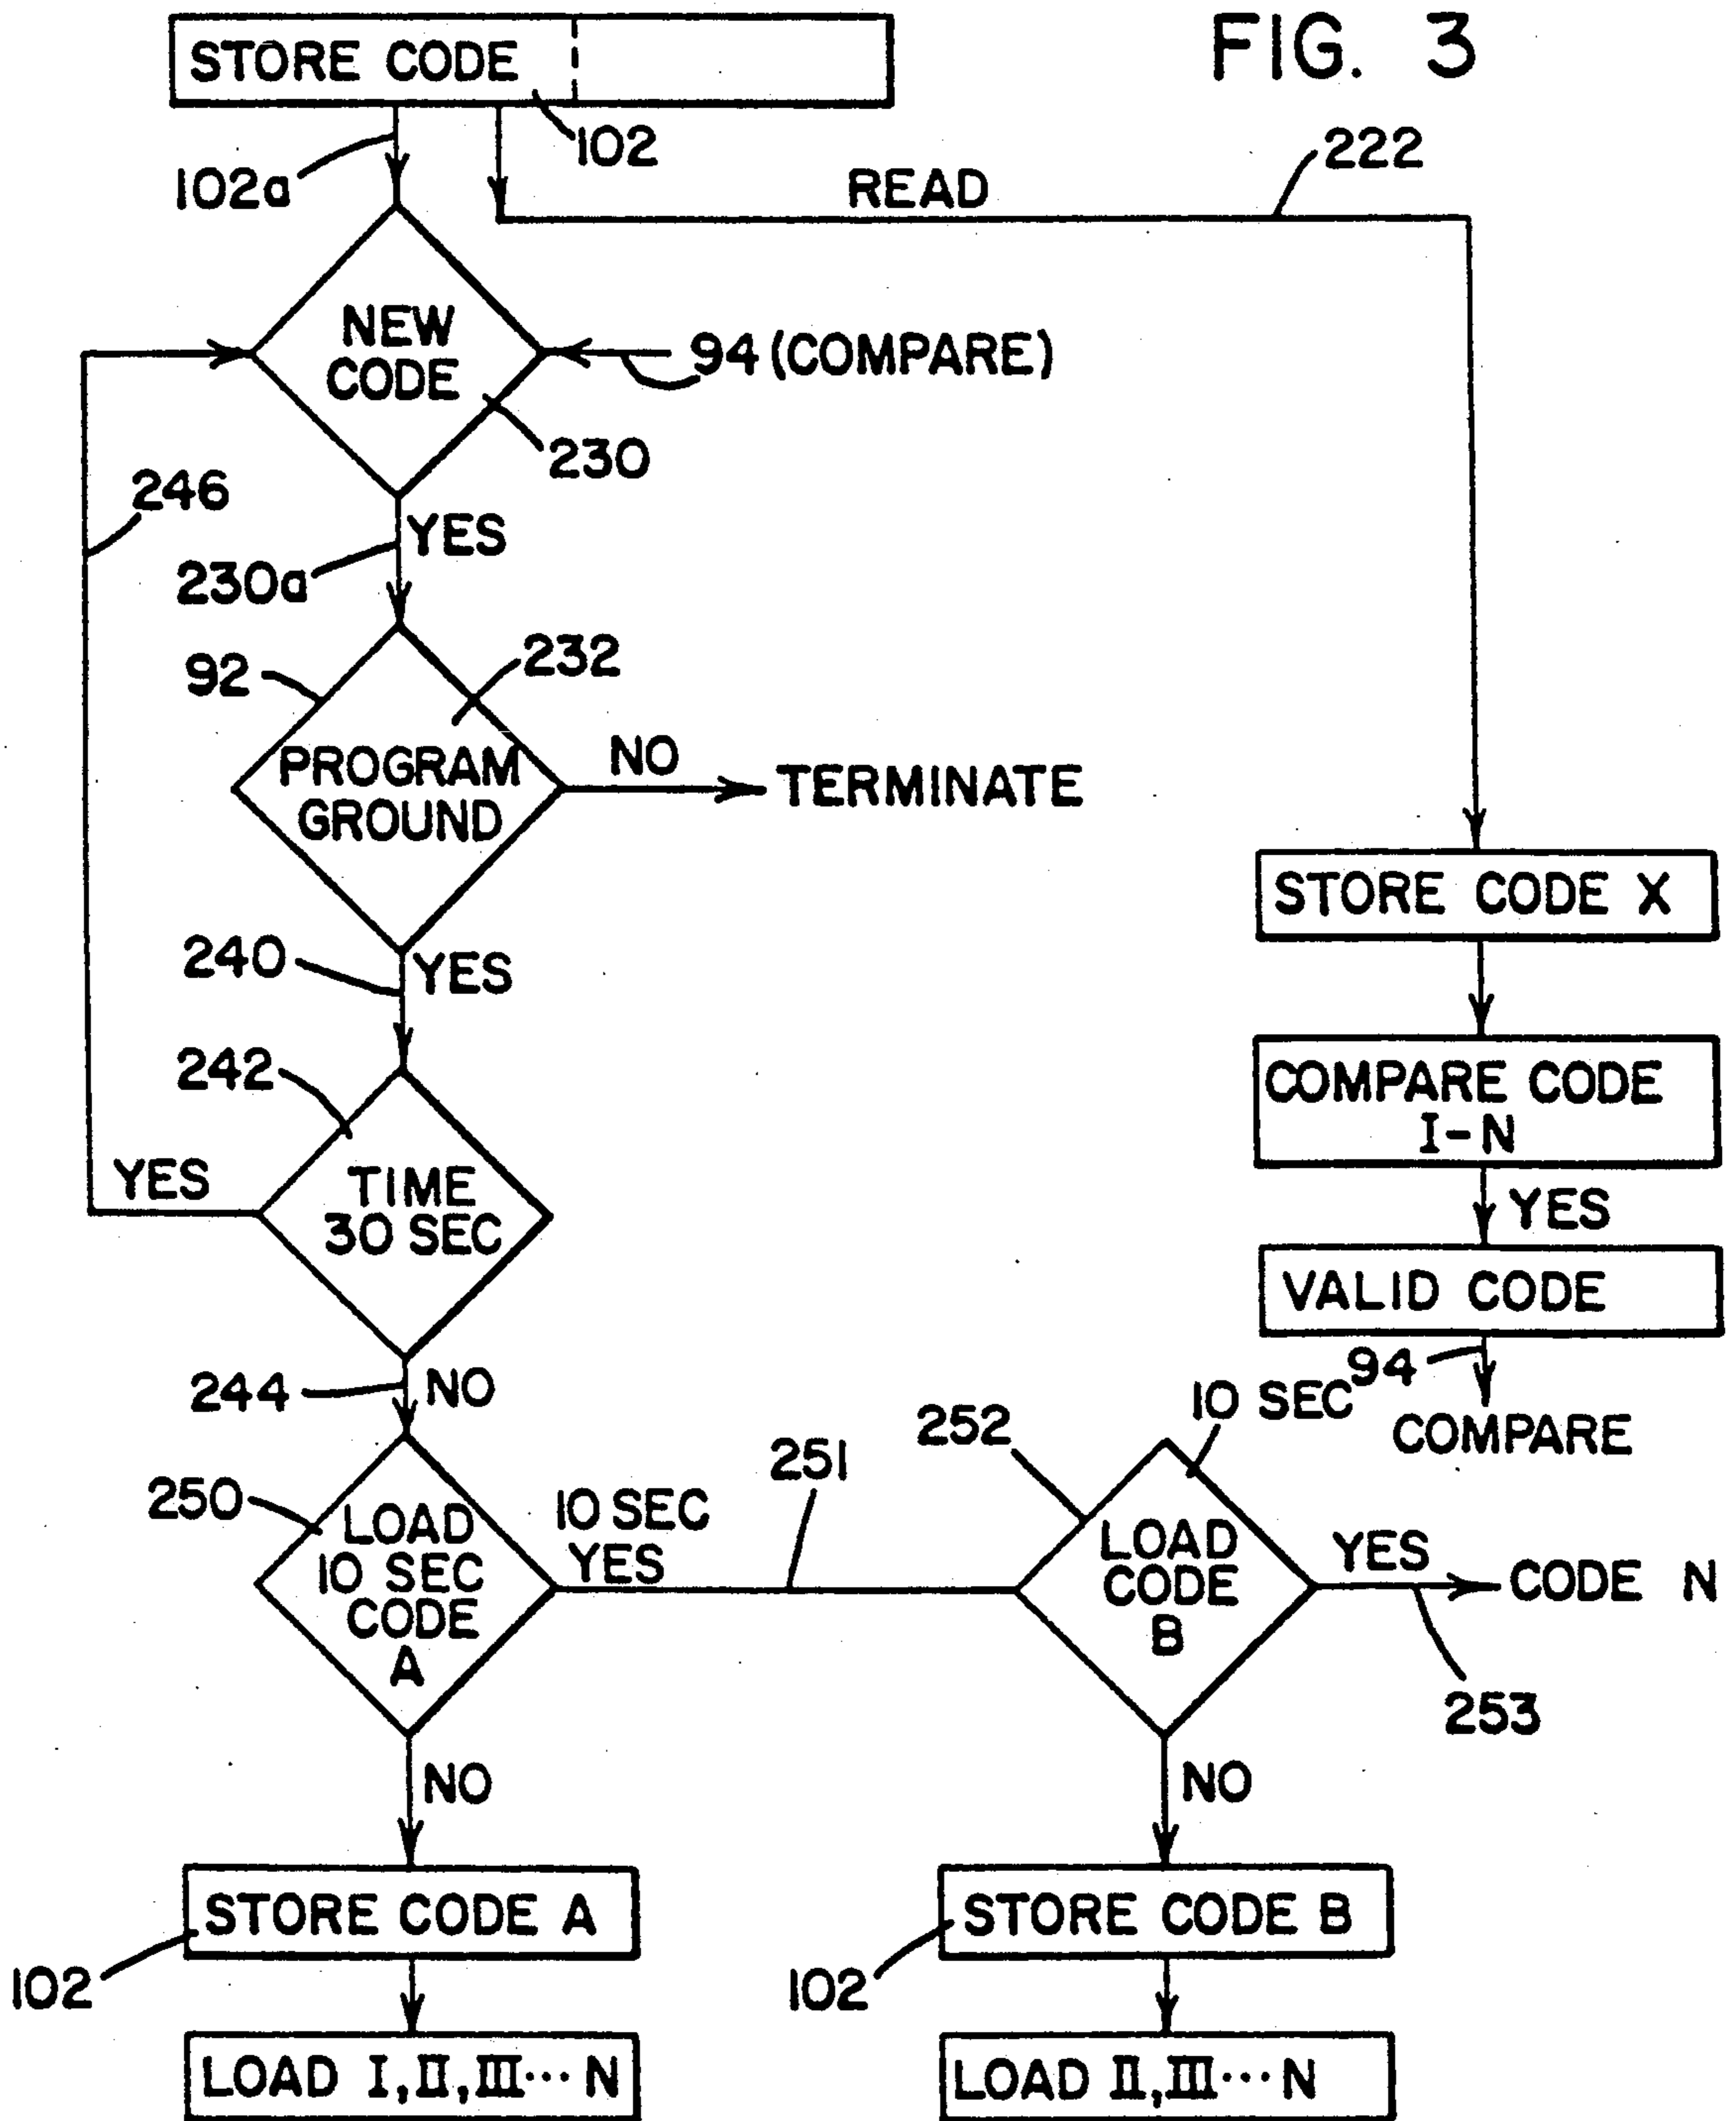 FIG. 3
STORE CODE
102
102a
READ
222
NEW
CODE
94 (COMPARE)
230
246
YES
230a
92
232
PROGRAM
GROUND
NO
TERMINATE
STORE CODE X
240
YES
242
COMPARE CODE
I-N
YES
TIME
30 SEC
YES
VALID CODE
94
COMPARE
244
NO
10 SEC
252
251
250
LOAD
10 SEC
CODE
A
10 SEC
YES
LOAD
CODE
B
YES
CODE N
253
NO
NO
STORE CODE A
STORE CODE B
102
102
LOAD I,II,III··· N
LOAD II,III··· N